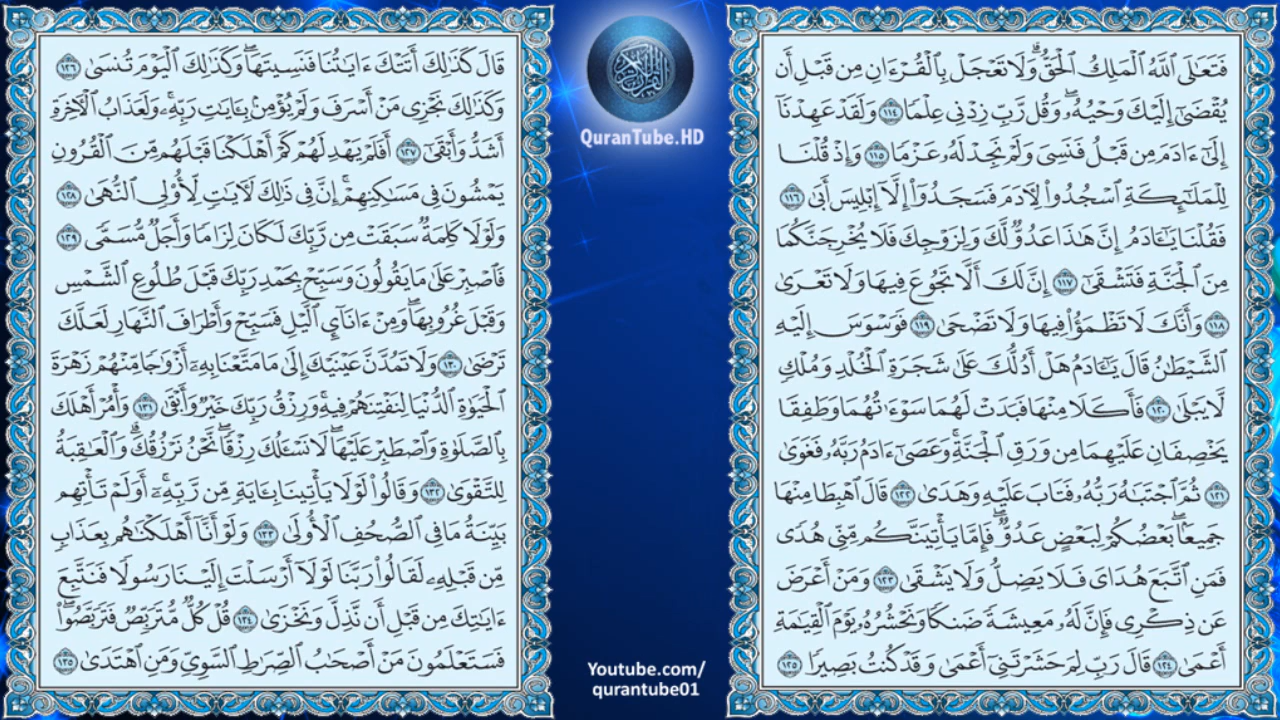 فَتَعَٰلَى ٱللَّهُ ٱلْمَلِكُ ٱلْحَقُّ ۗ وَلَا تَعْجَلْ بِٱلْقُرْءَانِ مِن قَبْلِ أَن
يُقْضَىٰٓ إِلَيْكَ وَحْيُهُۥ ۖ وَقُل رَّبِّ زِدْنِى عِلْمًا ١١٤ وَلَقَدْ عَهِدْنَآ
إِلَىٰٓ ءَادَمَ مِن قَبْلُ فَنَسِىَ وَلَمْ نَجِدْ لَهُۥ عَزْمًا ١١٥ وَإِذْ قُلْنَا
لِلْمَلَٰٓئِكَةِ ٱسْجُدُوا۟ لِءَادَمَ فَسَجَدُوٓا۟ إِلَّآ إِبْلِيسَ أَبَىٰ ١١٦
فَقُلْنَا يَٰٓـَٔادَمُ إِنَّ هَٰذَا عَدُوٌّ لَّكَ وَلِزَوْجِكَ فَلَا يُخْرِجَنَّكُمَا
مِنَ ٱلْجَنَّةِ فَتَشْقَىٰٓ ١١٧ إِنَّ لَكَ أَلَّا تَجُوعَ فِيهَا وَلَا تَعْرَىٰ
١١٨ وَأَنَّكَ لَا تَظْمَؤُا۟ فِيهَا وَلَا تَضْحَىٰ ١١٩ فَوَسْوَسَ إِلَيْهِ
ٱلشَّيْطَٰنُ قَالَ يَٰٓـَٔادَمُ هَلْ أَدُلُّكَ عَلَىٰ شَجَرَةِ ٱلْخُلْدِ وَمُلْكٍ
لَّا يَبْلَىٰ ١٢٠ فَأَكَلَا مِنْهَا فَبَدَتْ لَهُمَا سَوْءَٰتُهُمَا وَطَفِقَا
يَخْصِفَانِ عَلَيْهِمَا مِن وَرَقِ ٱلْجَنَّةِ ۚ وَعَصَىٰٓ ءَادَمُ رَبَّهُۥ فَغَوَىٰ
١٢١ ثُمَّ ٱجْتَبَٰهُ رَبُّهُۥ فَتَابَ عَلَيْهِ وَهَدَىٰ ١٢٢ قَالَ ٱهْبِطَا مِنْهَا
جَمِيعًۢا ۖ بَعْضُكُمْ لِبَعْضٍ عَدُوٌّ ۖ فَإِمَّا يَأْتِيَنَّكُم مِّنِّى هُدًى
فَمَنِ ٱتَّبَعَ هُدَاىَ فَلَا يَضِلُّ وَلَا يَشْقَىٰ ١٢٣ وَمَنْ أَعْرَضَ
عَن ذِكْرِى فَإِنَّ لَهُۥ مَعِيشَةً ضَنكًا وَنَحْشُرُهُۥ يَوْمَ ٱلْقِيَٰمَةِ
أَعْمَىٰ ١٢٤ قَالَ رَبِّ لِمَ حَشَرْتَنِىٓ أَعْمَىٰ وَقَدْ كُنتُ بَصِيرًا ١٢٥
قَالَ كَذَٰلِكَ أَتَتْكَ ءَايَٰتُنَا فَنَسِيتَهَا ۖ وَكَذَٰلِكَ ٱلْيَوْمَ تُنسَىٰ ١٢٦
وَكَذَٰلِكَ نَجْزِى مَنْ أَسْرَفَ وَلَمْ يُؤْمِنۢ بِـَٔايَٰتِ رَبِّهِۦ ۚ وَلَعَذَابُ ٱلْءَاخِرَةِ
أَشَدُّ وَأَبْقَىٰٓ ١٢٧ أَفَلَمْ يَهْدِ لَهُمْ كَمْ أَهْلَكْنَا قَبْلَهُم مِّنَ ٱلْقُرُونِ
يَمْشُونَ فِى مَسَٰكِنِهِمْ ۗ إِنَّ فِى ذَٰلِكَ لَءَايَٰتٍ لِّأُو۟لِى ٱلنُّهَىٰ ١٢٨
وَلَوْلَا كَلِمَةٌ سَبَقَتْ مِن رَّبِّكَ لَكَانَ لِزَامًا وَأَجَلٌ مُّسَمًّى ١٢٩
فَٱصْبِرْ عَلَىٰ مَا يَقُولُونَ وَسَبِّحْ بِحَمْدِ رَبِّكَ قَبْلَ طُلُوعِ ٱلشَّمْسِ
وَقَبْلَ غُرُوبِهَا ۖ وَمِنْ ءَانَآئِ ٱلَّيْلِ فَسَبِّحْ وَأَطْرَافَ ٱلنَّهَارِ لَعَلَّكَ
تَرْضَىٰ ١٣٠ وَلَا تَمُدَّنَّ عَيْنَيْكَ إِلَىٰ مَا مَتَّعْنَا بِهِۦٓ أَزْوَٰجًا مِّنْهُمْ زَهْرَةَ
ٱلْحَيَوٰةِ ٱلدُّنْيَا لِنَفْتِنَهُمْ فِيهِ ۚ وَرِزْقُ رَبِّكَ خَيْرٌ وَأَبْقَىٰ ١٣١ وَأْمُرْ أَهْلَكَ
بِٱلصَّلَوٰةِ وَٱصْطَبِرْ عَلَيْهَا ۖ لَا نَسْـَٔلُكَ رِزْقًا ۖ نَّحْنُ نَرْزُقُكَ ۗ وَٱلْعَٰقِبَةُ
لِلتَّقْوَىٰ ١٣٢ وَقَالُوا۟ لَوْلَا يَأْتِينَا بِـَٔايَةٍ مِّن رَّبِّهِۦٓ ۚ أَوَلَمْ تَأْتِهِم
بَيِّنَةُ مَا فِى ٱلصُّحُفِ ٱلْأُولَىٰ ١٣٣ وَلَوْ أَنَّآ أَهْلَكْنَٰهُم بِعَذَابٍ
مِّن قَبْلِهِۦ لَقَالُوا۟ رَبَّنَا لَوْلَآ أَرْسَلْتَ إِلَيْنَا رَسُولًا فَنَتَّبِعَ
ءَايَٰتِكَ مِن قَبْلِ أَن نَّذِلَّ وَنَخْزَىٰ ١٣٤ قُلْ كُلٌّ مُّتَرَبِّصٌ فَتَرَبَّصُوا۟ ۖ
فَسَتَعْلَمُونَ مَنْ أَصْحَٰبُ ٱلصِّرَٰطِ ٱلسَّوِىِّ وَمَنِ ٱهْتَدَىٰ ١٣٥
QuranTube.HD
Youtube.com/
qurantube01